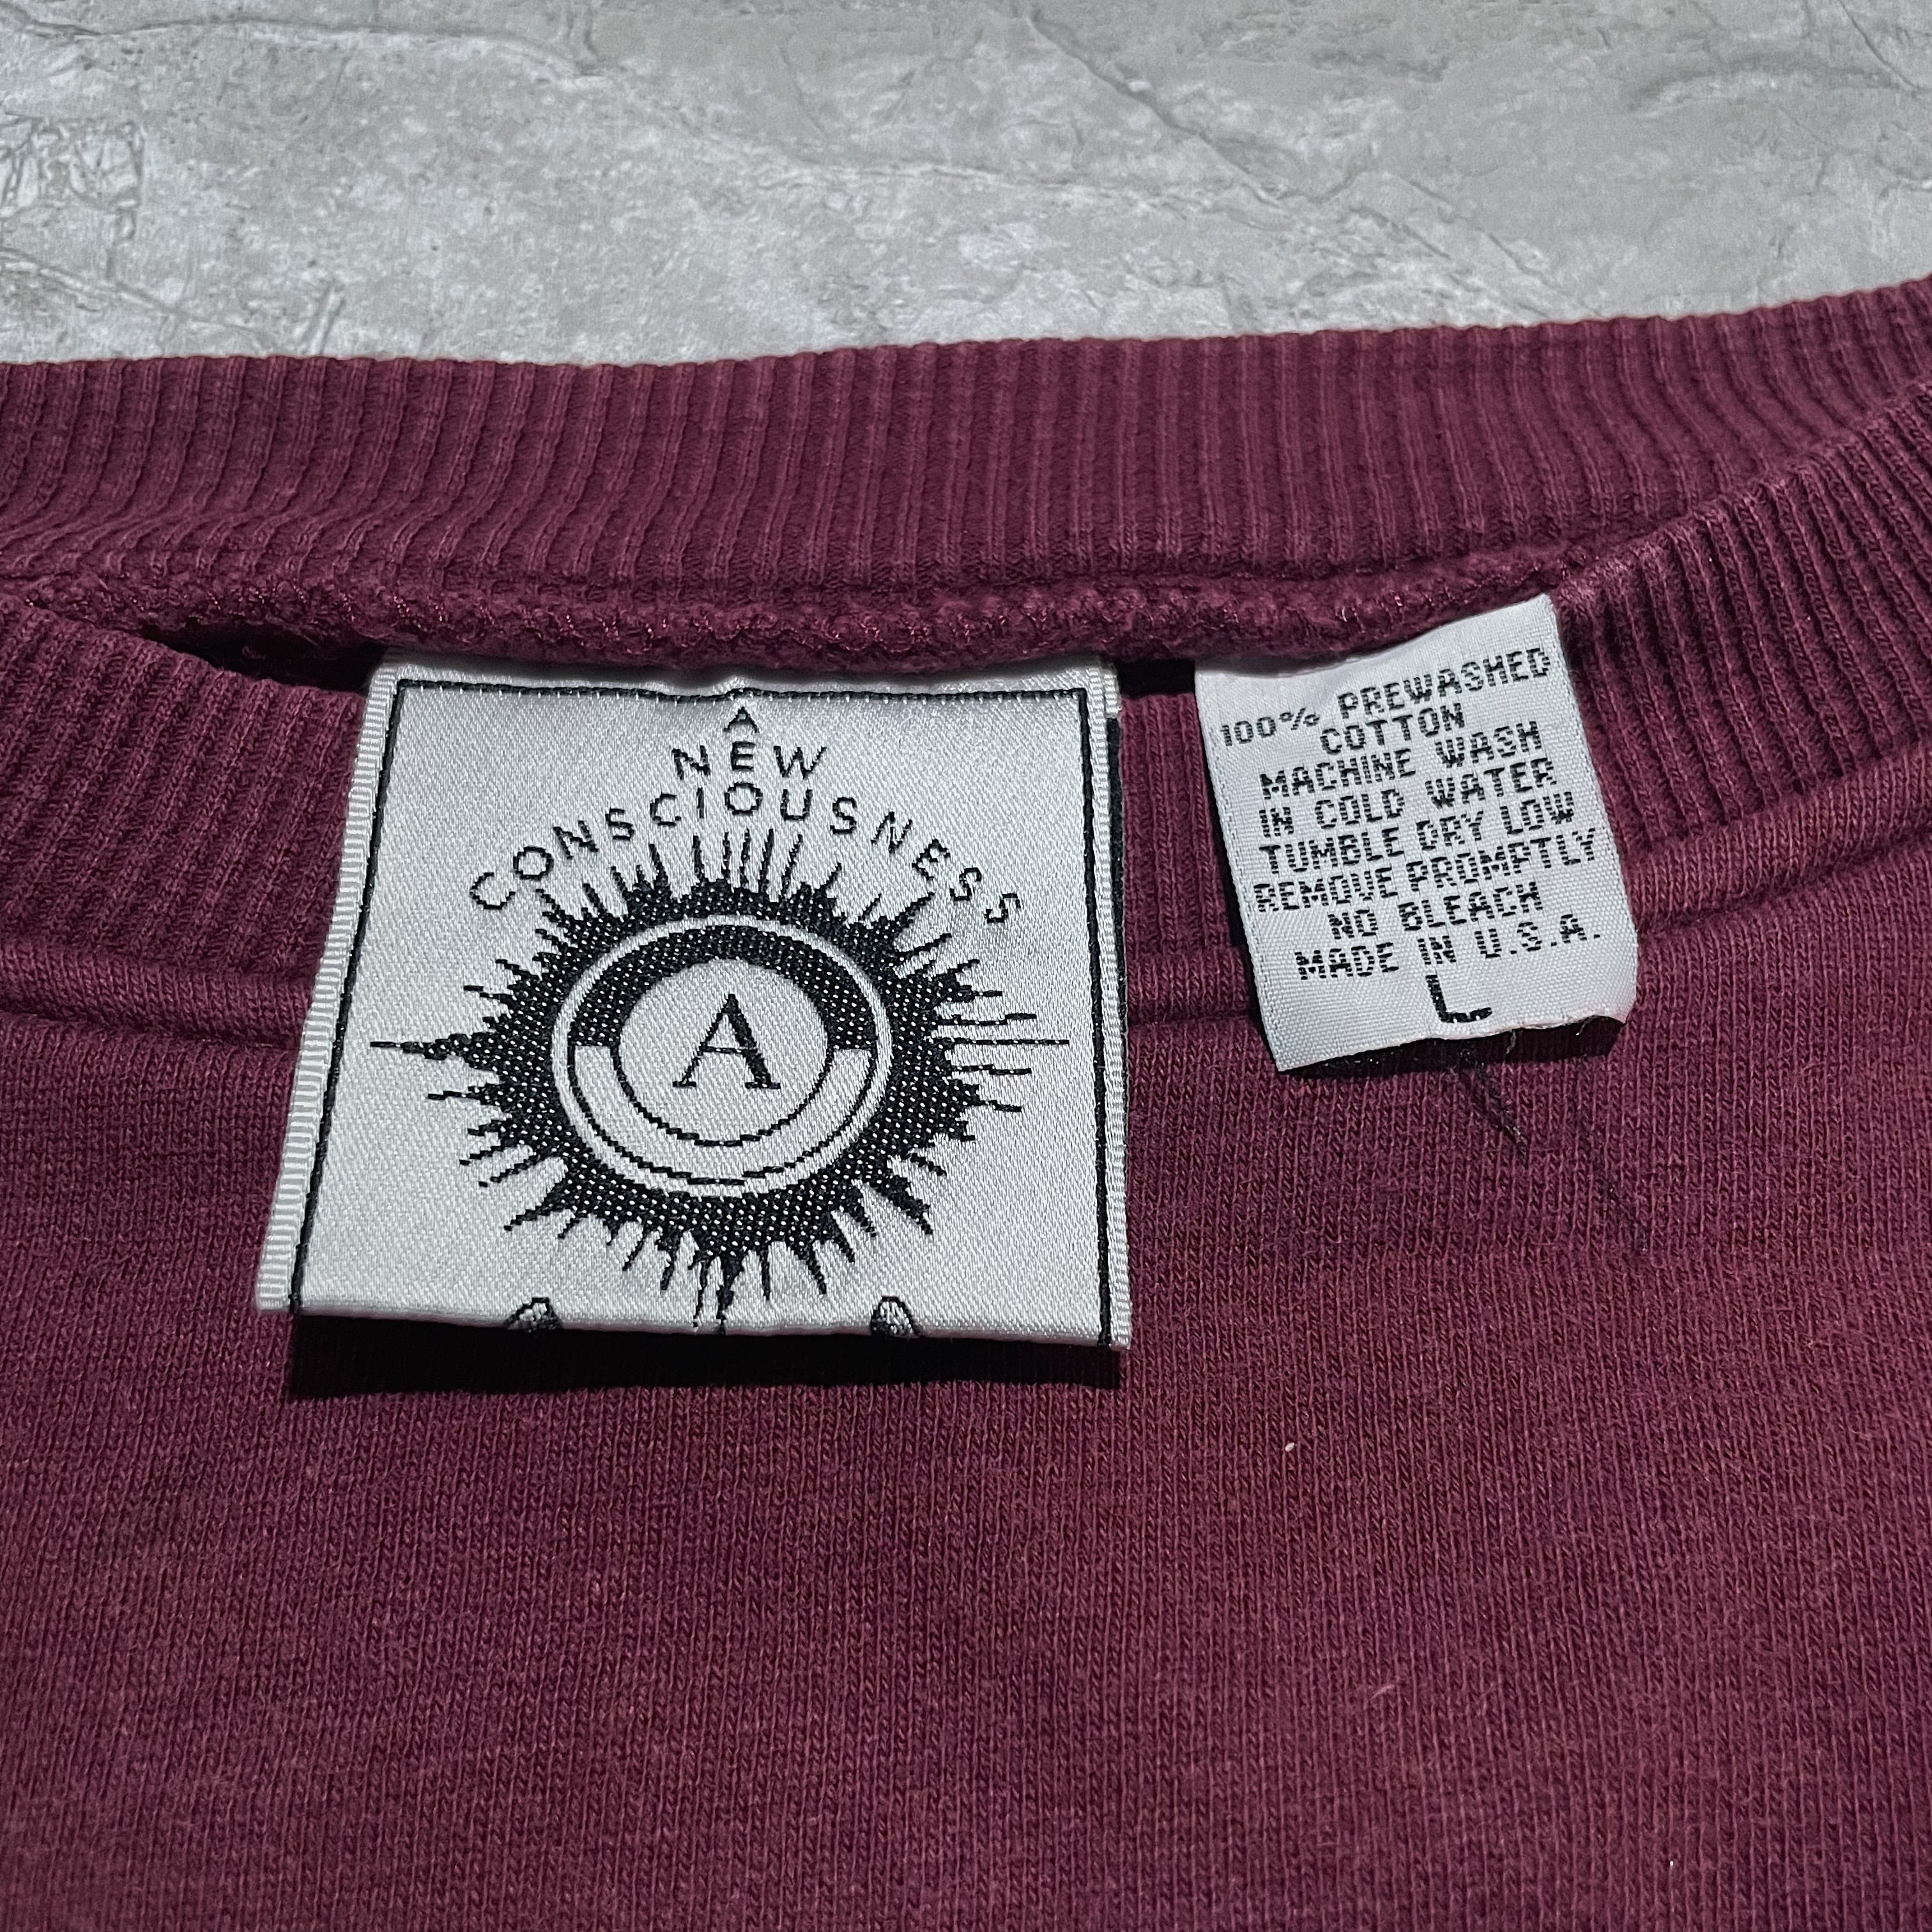 A
NEW
CONSCIOUSNESS
A
100% PREWASHED
COTTON
MACHINE WASH
IN COLD WATER
TUMBLE DRY LOW
REMOVE PROMPTLY
NO BLEACH
MADE IN U.S.A.
L